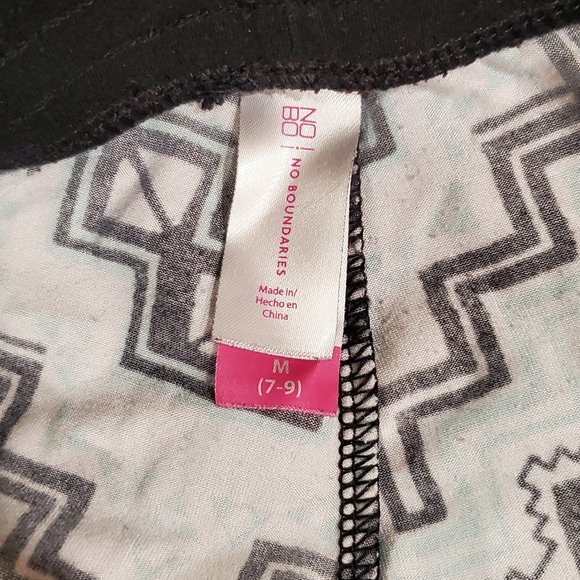 NO
BO
NO BOUNDARIES
Made in/
Hecho en
China
M
(7-9)